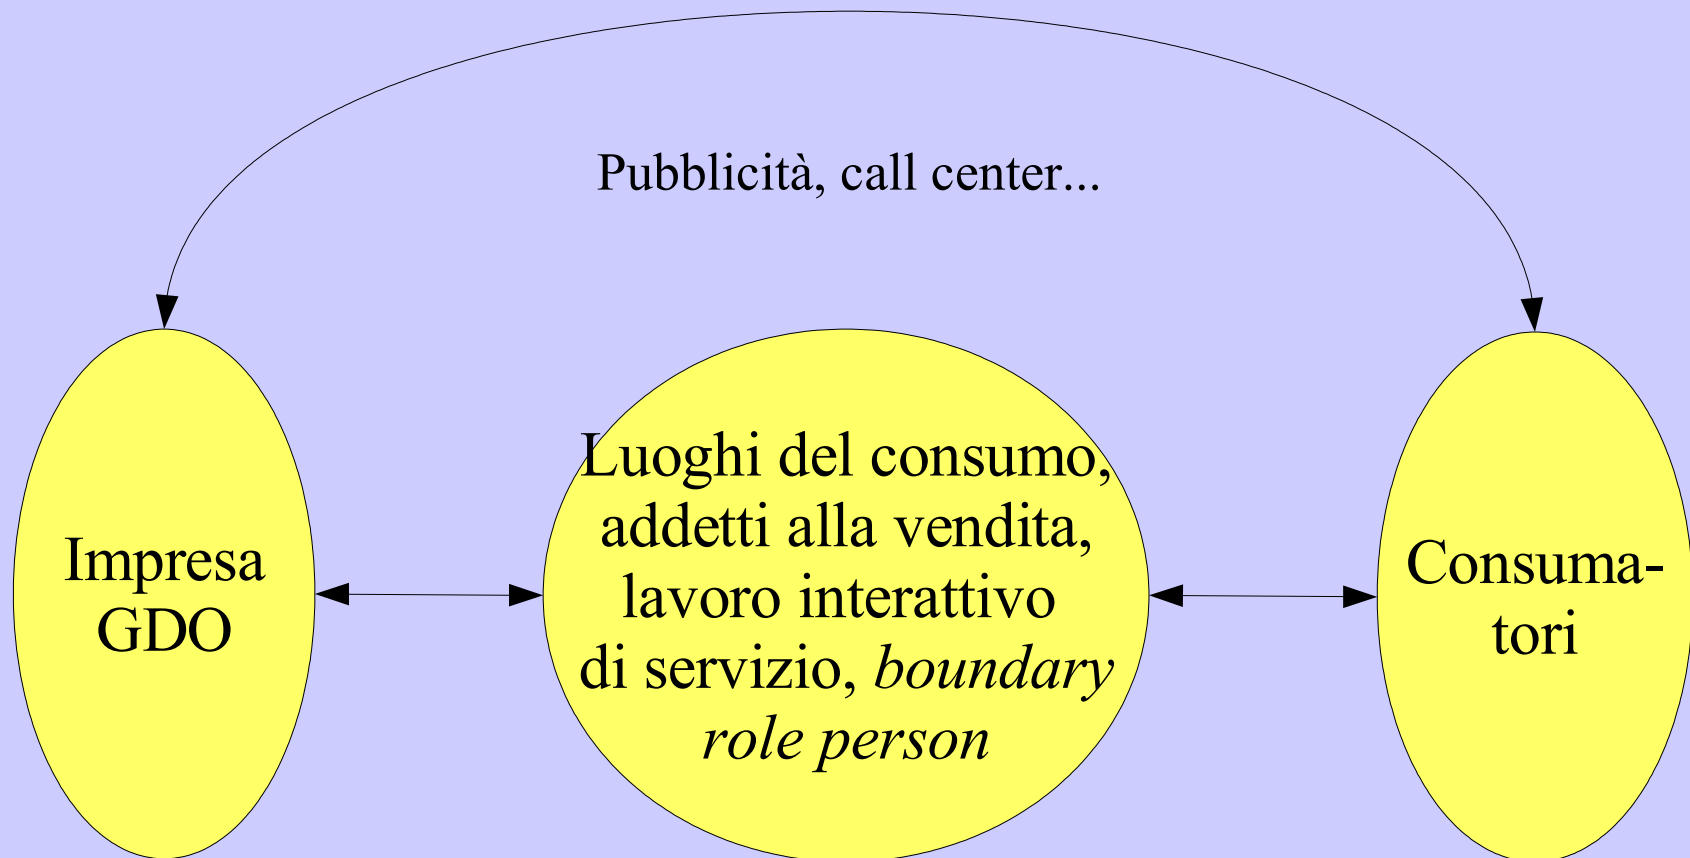 Pubblicità, call center...
Impresa
GDO
Luoghi del consumo,
addetti alla vendita,
lavoro interattivo
di servizio, boundary
role person
Consuma-
tori